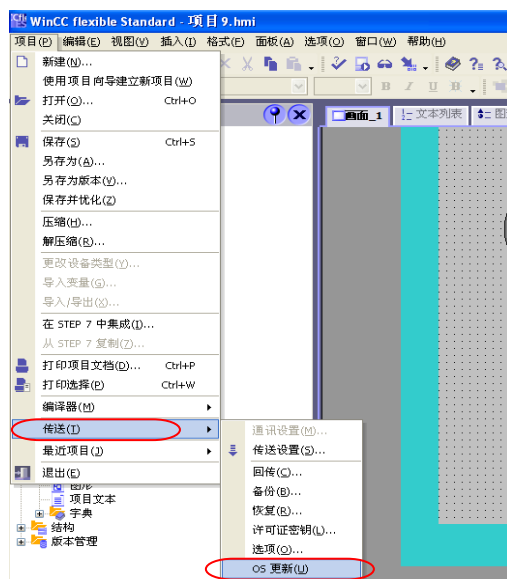 WinCC flexible Standard - 项目9.hmi
项目(P) 编辑(E) 视图(V) 插入(I) 格式(F) 面板(A) 选项(O) 窗口(W) 帮助(H)
新建(N)...
使用项目向导建立新项目(W)
打开(O)... Ctrl+O
关闭(C)
保存(S) Ctrl+S
另存为(A)...
另存为版本(V)...
保存并优化(Z)
压缩(H)...
解压缩(R)...
更改设备类型(Y)...
导入变量(G)...
导入/导出(X)...
在 STEP 7 中集成(I)...
从 STEP 7 复制(7)...
打印项目文档(D)... Ctrl+P
打印选择(P) Ctrl+W
编译器(M)
传送(T)
最近项目(J)
退出(E)
通讯设置(M)...
传送设置(S)...
回传(C)...
备份(B)...
恢复(R)...
许可证密钥(L)...
选项(O)...
OS 更新(U)
B I U B
画面_1 文本列表 图
图形
项目文本
字典
结构
版本管理